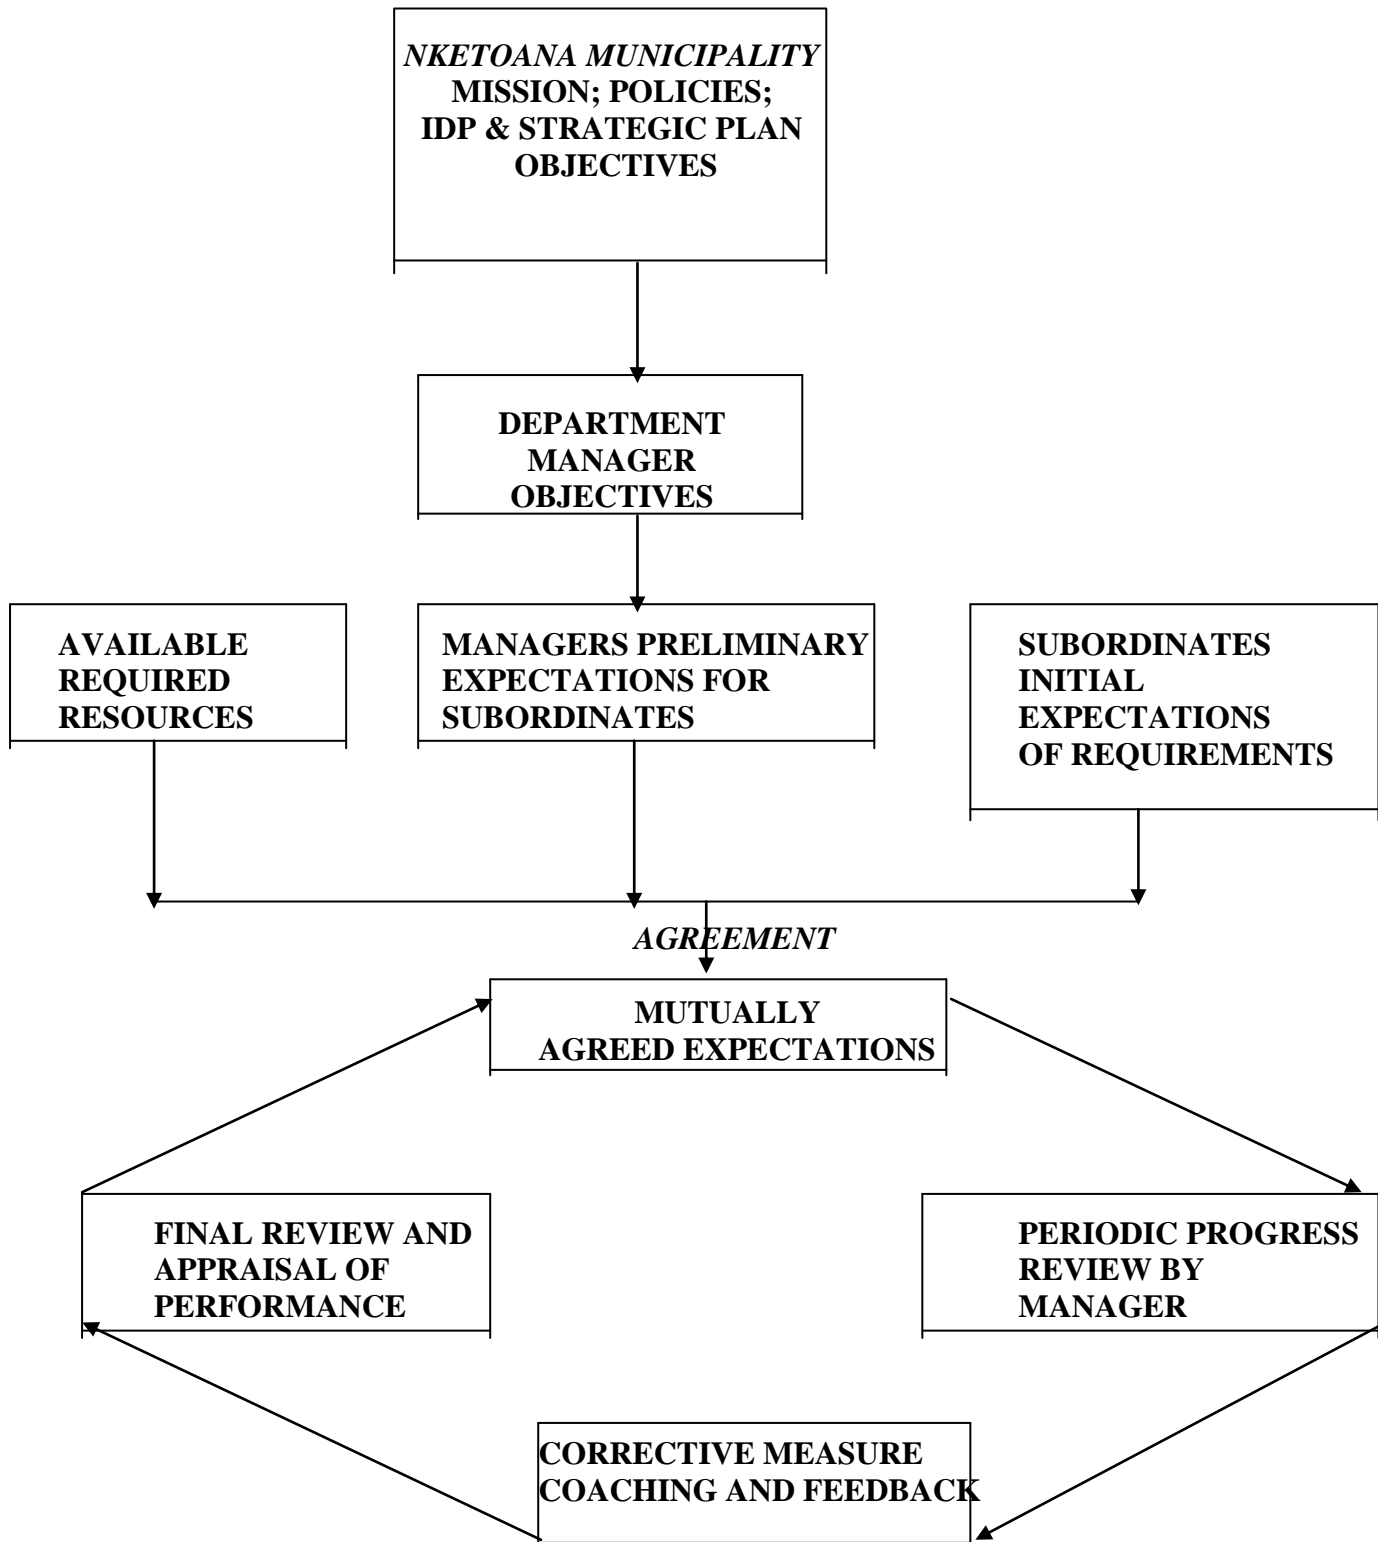 NKETOANA MUNICIPALITY
MISSION; POLICIES;
IDP & STRATEGIC PLAN
OBJECTIVES
DEPARTMENT
MANAGER
OBJECTIVES
AVAILABLE
REQUIRED
RESOURCES
MANAGERS PRELIMINARY
EXPECTATIONS FOR
SUBORDINATES
SUBORDINATES
INITIAL
EXPECTATIONS
OF REQUIREMENTS
AGREEMENT
MUTUALLY
AGREED EXPECTATIONS
FINAL REVIEW AND
APPRAISAL OF
PERFORMANCE
PERIODIC PROGRESS
REVIEW BY
MANAGER
CORRECTIVE MEASURE
COACHING AND FEEDBACK